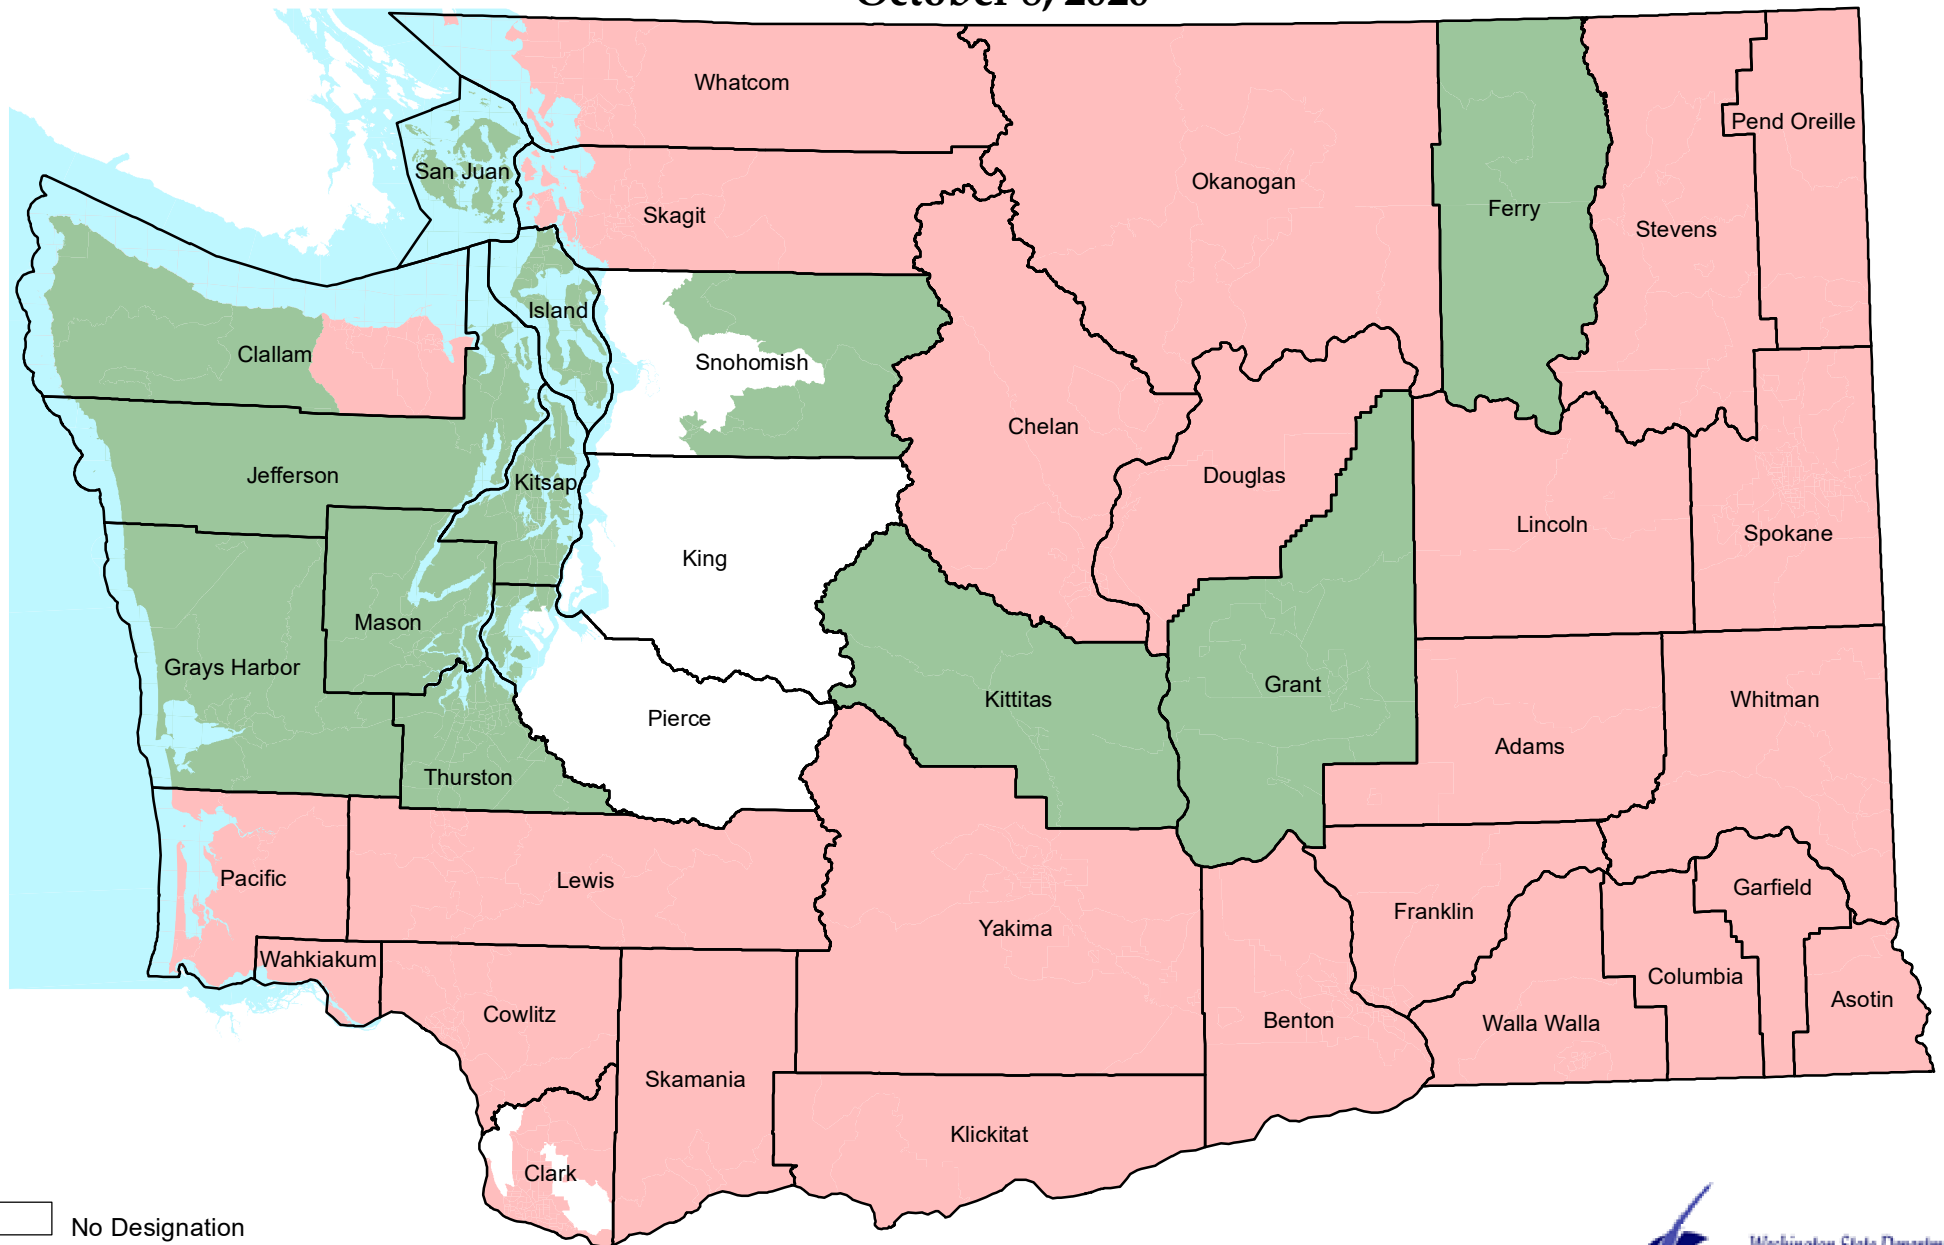 Whatcom
Pend Oreille
San Juan
Okanogan
Skagit
Ferry
Stevens
Island
Clallam
Snohomish
Chelan
Jefferson
Kitsap
Douglas
Lincoln
Spokane
King
Mason
Grays Harbor
Kittitas
Grant
Whitman
Pierce
Adams
Thurston
Pacific
Lewis
Garfield
Franklin
Yakima
Wahkiakum
Columbia
Asotin
Cowlitz
Benton
Walla Walla
Skamania
Klickitat
Clark
No Designation
Washington State